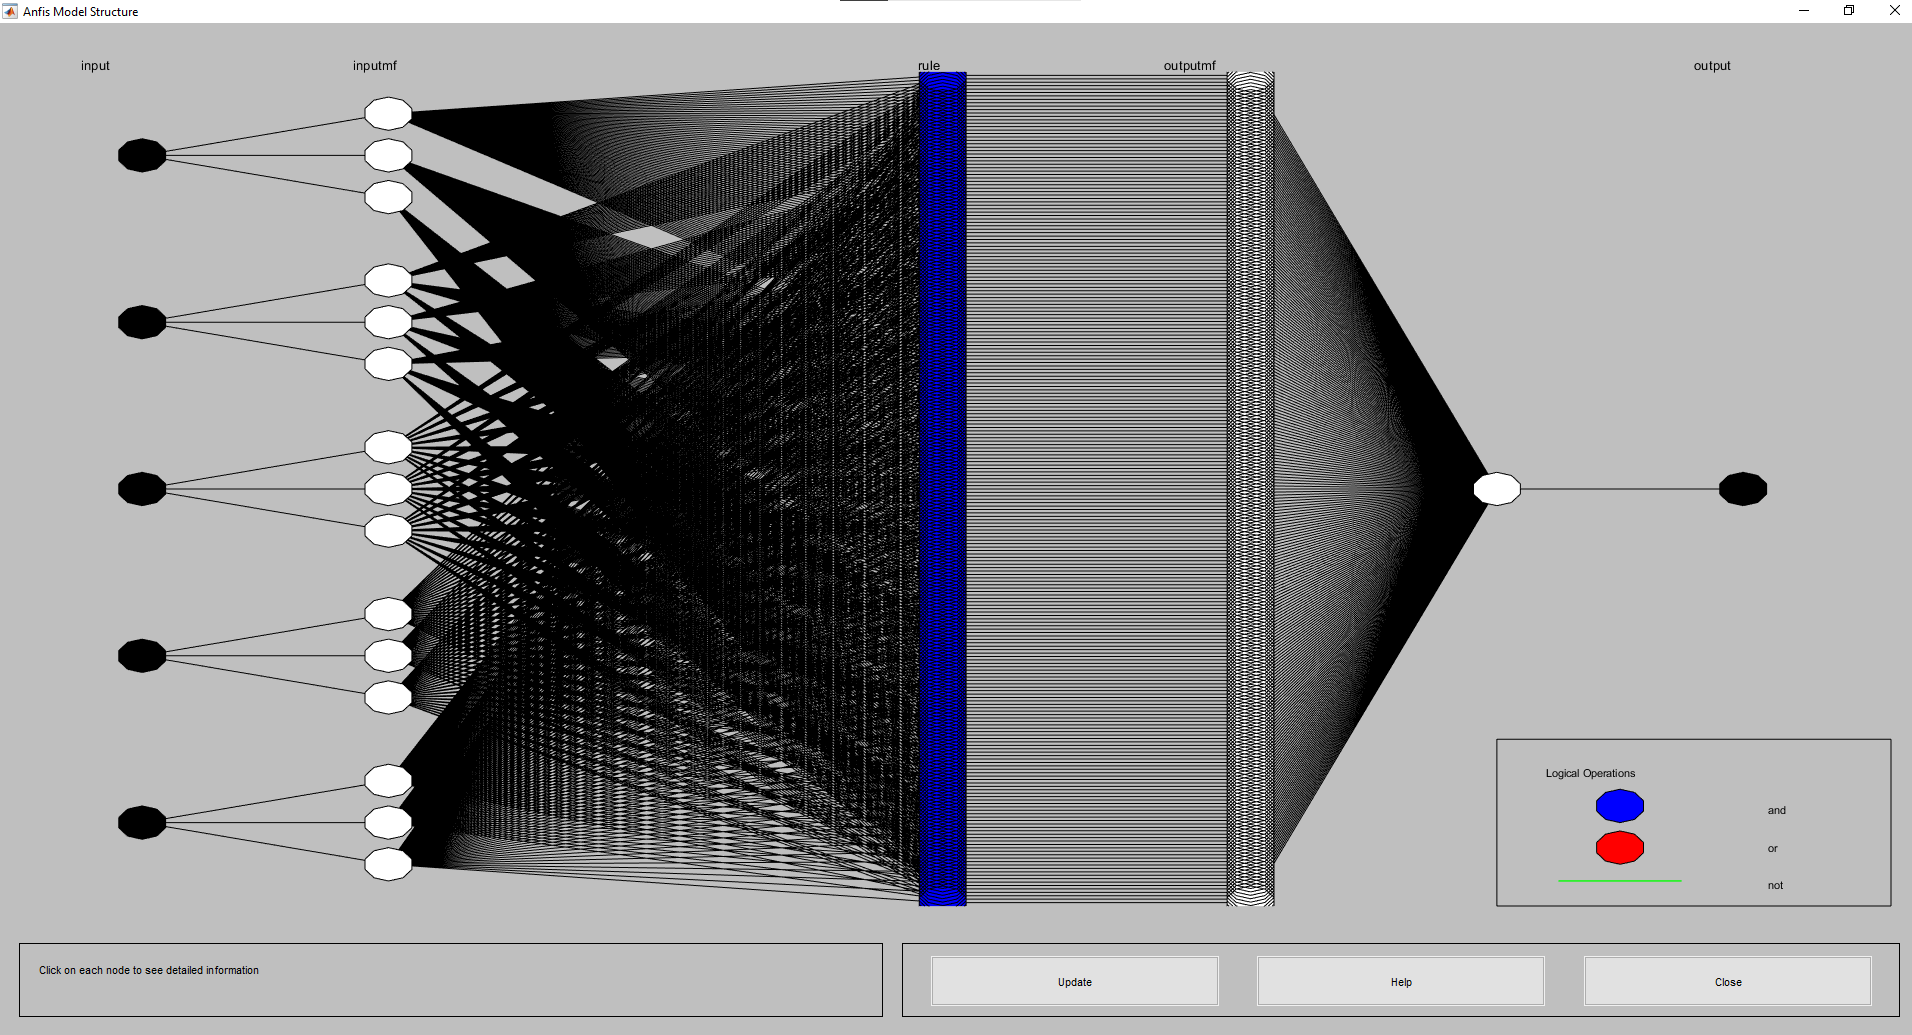 Anfis Model Structure
input
inputmf
rule
outputmf
output
Logical Operations
and
or
not
Click on each node to see detailed information
Update
Help
Close